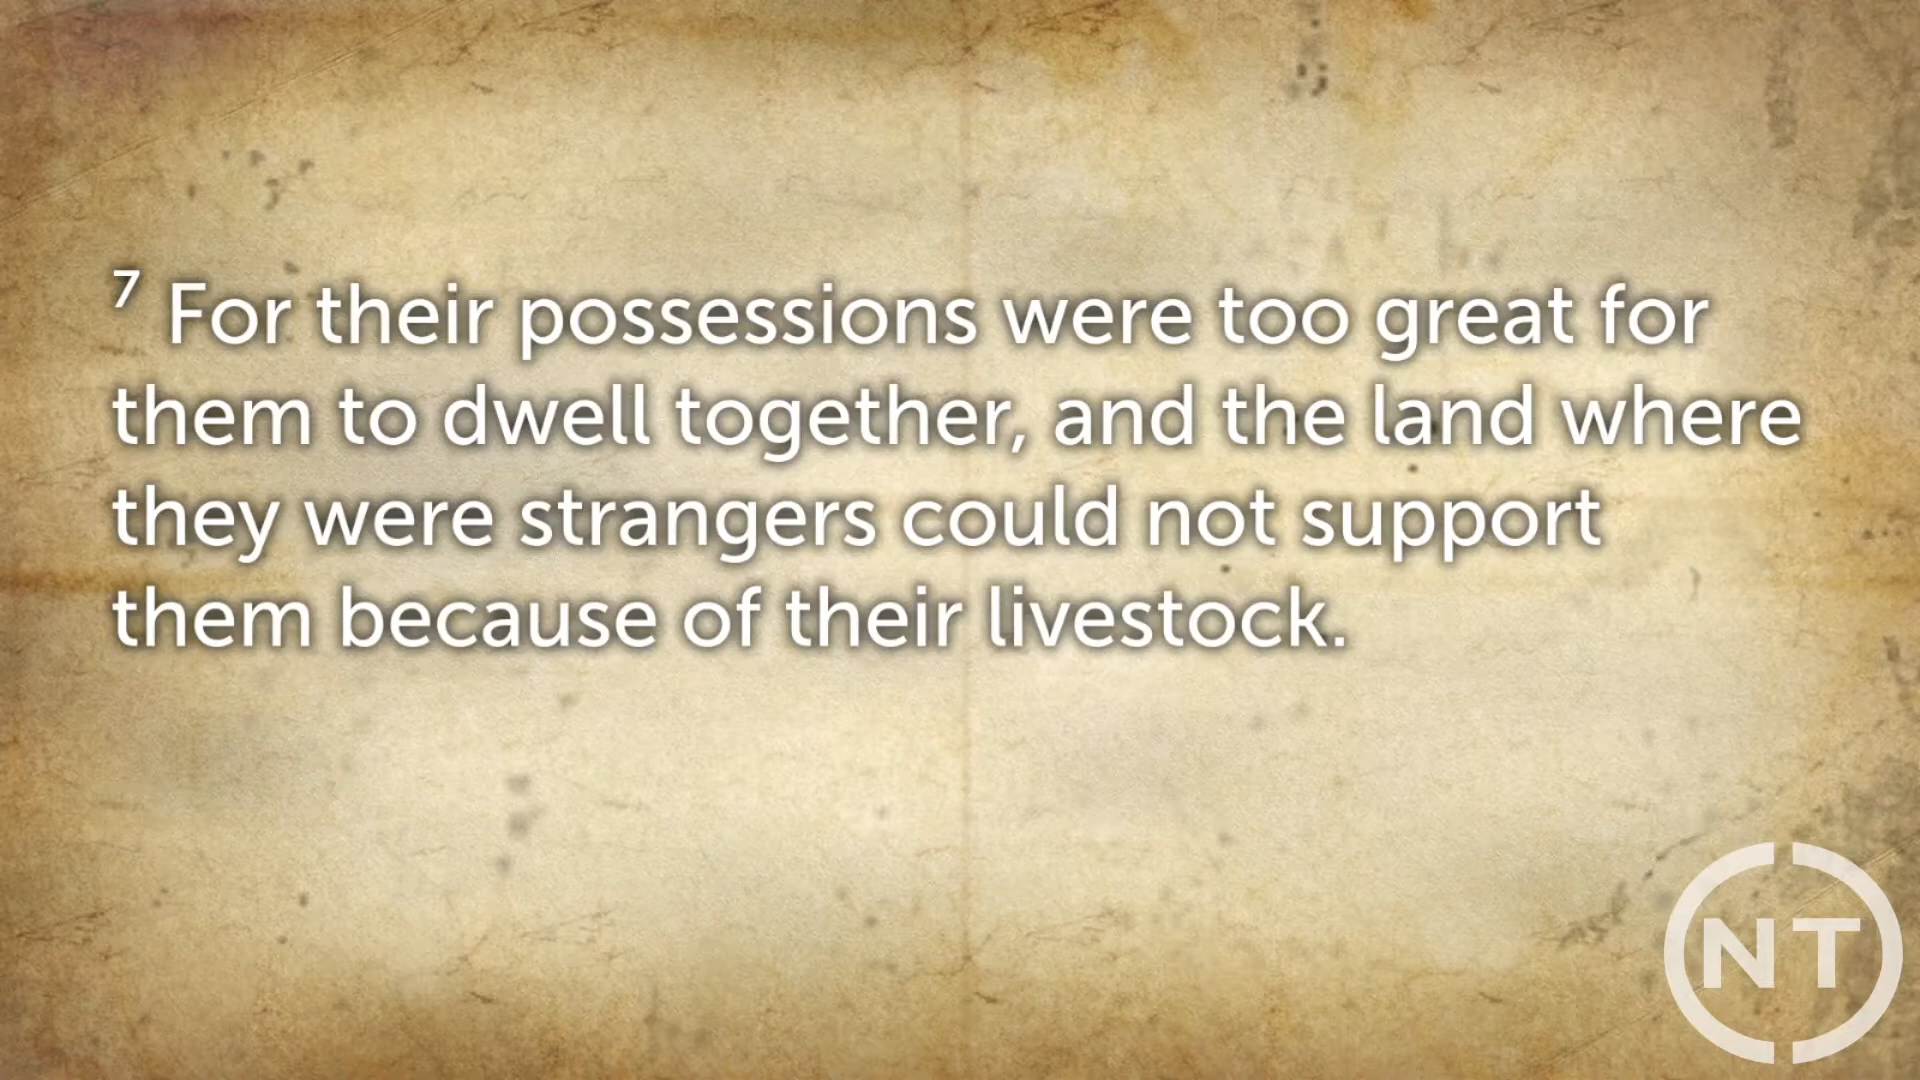 7 For their possessions were too great for
them to dwell together, and the land where
they were strangers could not support
them because of their livestock.
NT